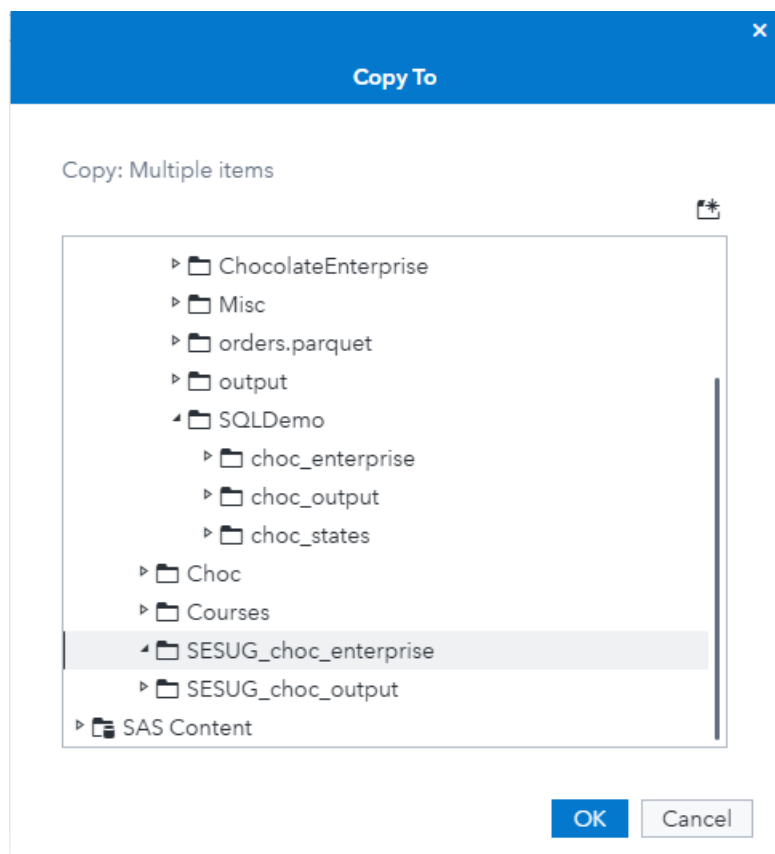 Copy To
Copy: Multiple items
ChocolateEnterprise
Misc
orders.parquet
output
SQLDemo
choc_enterprise
choc_output
choc_states
Choc
Courses
SESUG_choc_enterprise
SESUG_choc_output
SAS Content
OK Cancel